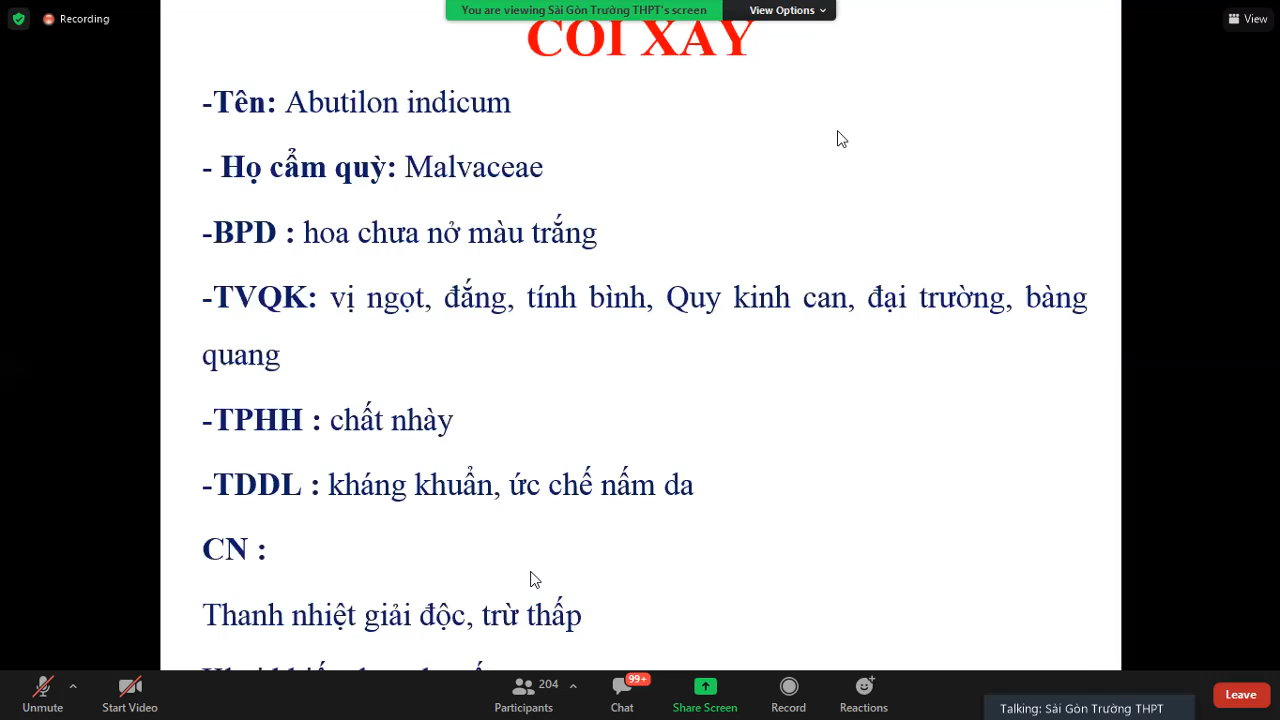 You are viewing Sài Gòn Trường THPT's screen
View Options
Recording
View
-Tên: Abutilon indicum
- Họ cẩm quỳ: Malvaceae
-BPD : hoa chưa nở màu trắng
-TVQK: vị ngọt, đắng, tính bình, Quy kinh can, đại trường, bàng
quang
-TPHH : chất nhày
-TDDL : kháng khuẩn, ức chế nấm da
CN :
Thanh nhiệt giải độc, trừ thấp
Unmute
Start Video
204
Participants
99+
Chat
Share Screen
Record
Reactions
Talking: Sài Gòn Trường THPT
Leave